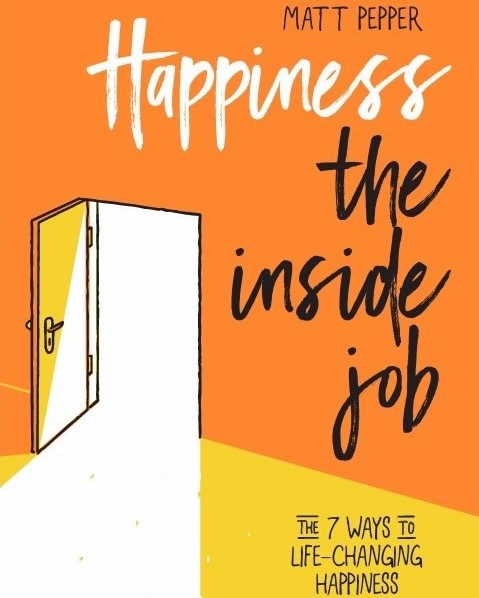 MATT PEPPER
Happiness
the
inside
job
THE 7 WAYS TO
LIFE-CHANGING
HAPPINESS